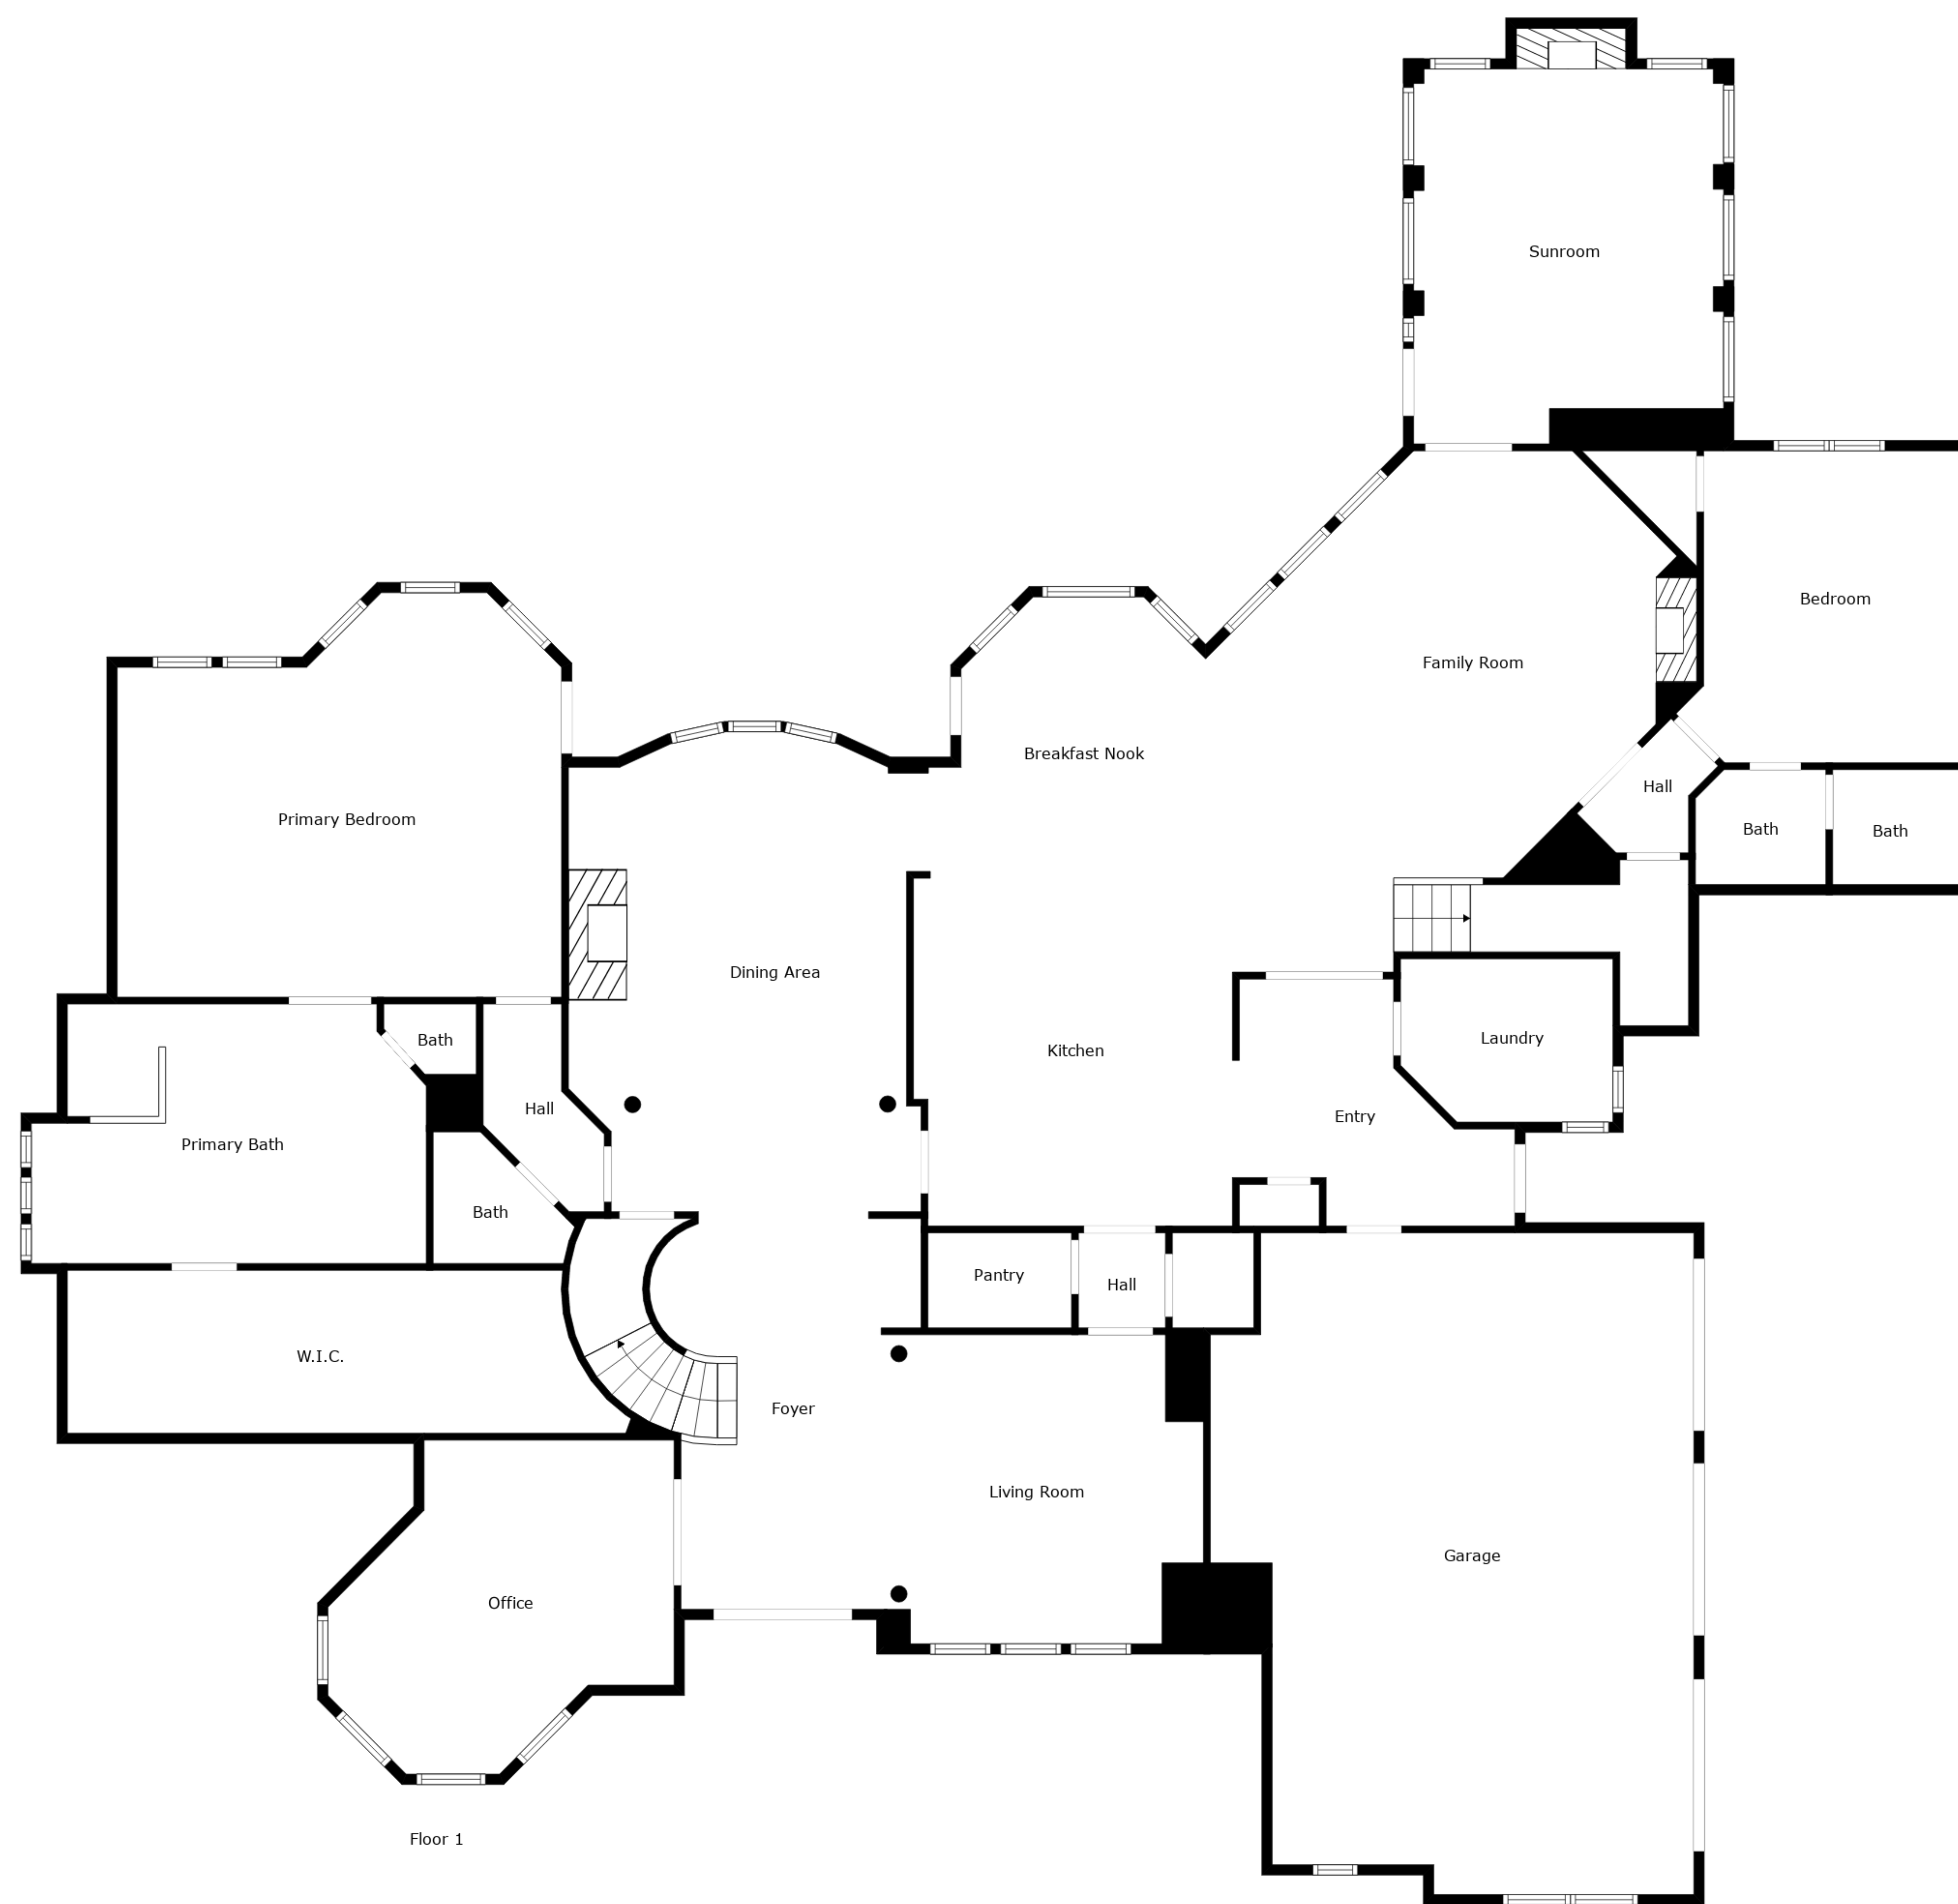 Sunroom
Bedroom
Family Room
Breakfast Nook
Hall
Primary Bedroom
Bath
Bath
Dining Area
Laundry
Bath
Kitchen
Hall
Entry
Primary Bath
Bath
Pantry
Hall
W.I.C.
Foyer
Living Room
Garage
Office
Floor 1